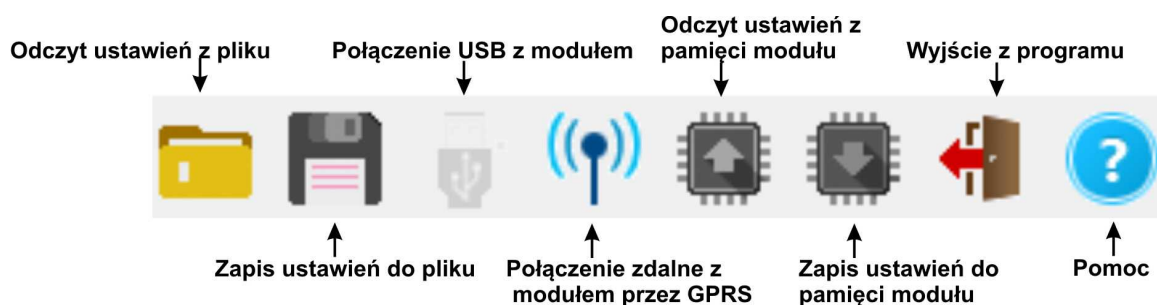 Odczyt ustawień z pliku
Połączenie USB z modułem
Odczyt ustawień z
pamięci modułu
Wyjście z programu
?
Zapis ustawień do pliku
Połączenie zdalne z
modułem przez GPRS
Zapis ustawień do
pamięci modułu
Pomoc